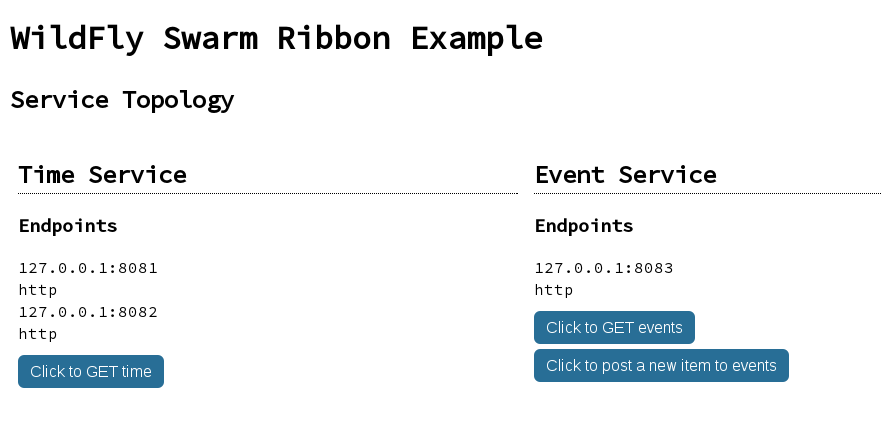 WildFly Swarm Ribbon Example
Service Topology
Time Service
Endpoints
127.0.0.1:8081
http
127.0.0.1:8082
http
Click to GET time
Event Service
Endpoints
127.0.0.1:8083
http
Click to GET events
Click to post a new item to events